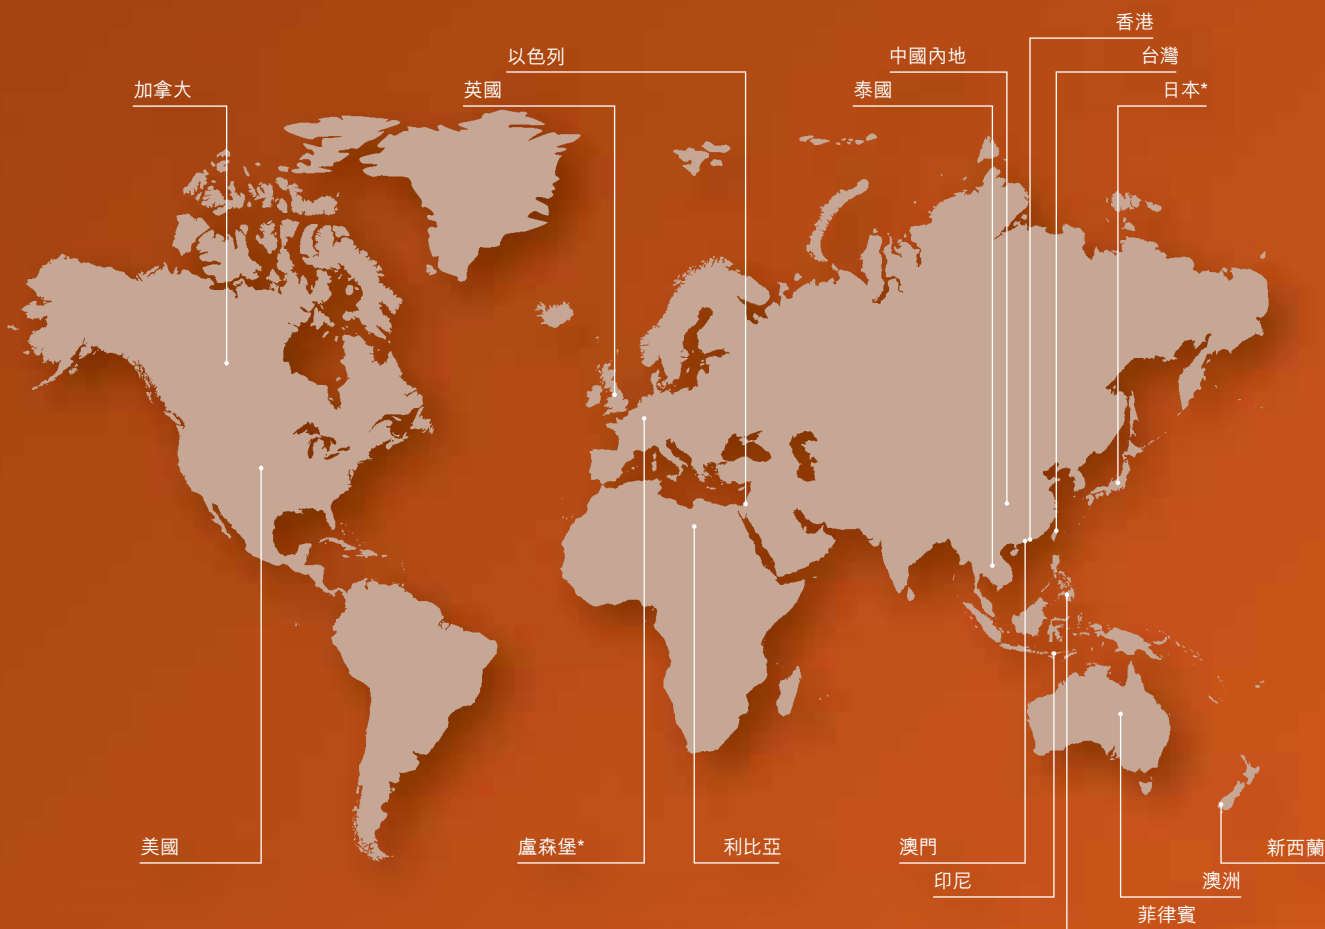 香港
以色列
中國內地
台灣
加拿大
英國
泰國
日本*
美國
盧森堡*
利比亞
澳門
新西蘭
印尼
澳洲
菲律賓